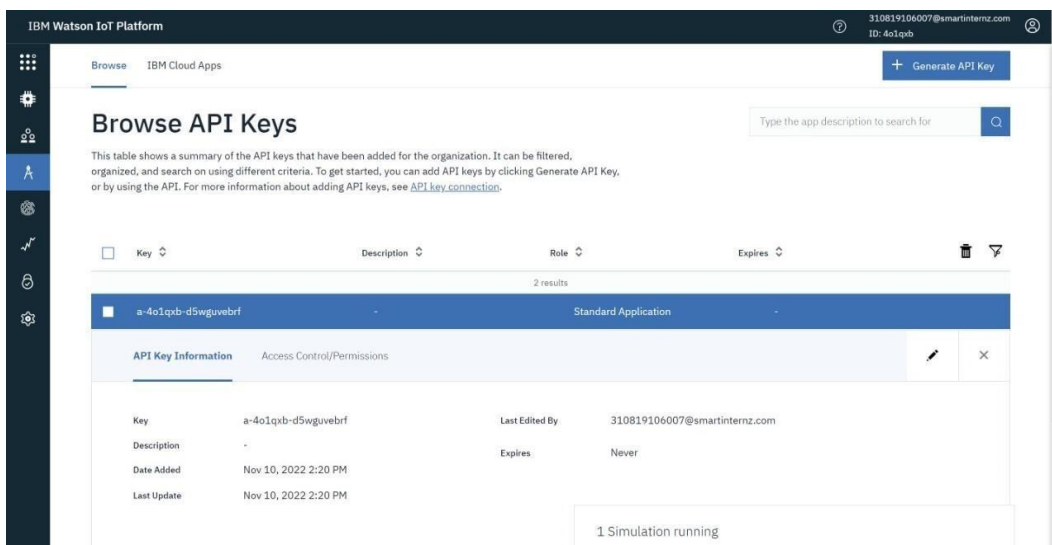 IBM Watson IoT Platform
310819106007@smartinternz.com
ID: 4o1qxb
Browse IBM Cloud Apps
+ Generate API Key
Browse API Keys
Type the app description to search for
This table shows a summary of the API keys that have been added for the organization. It can be filtered,
organized, and search on using different criteria. To get started, you can add API keys by clicking Generate API Key,
or by using the API. For more information about adding API keys, see API key connection.
Key Description Role Expires
2 results
a-4o1qxb-d5wguvebrf - Standard Application -
API Key Information Access Control/Permissions
Key a-4o1qxb-d5wguvebrf Last Edited By 310819106007@smartinternz.com
Description - Expires Never
Date Added Nov 10, 2022 2:20 PM
Last Update Nov 10, 2022 2:20 PM
1 Simulation running